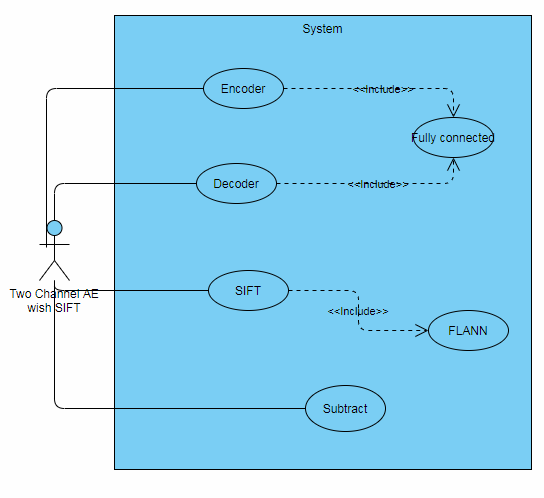 System
Encoder
<<Include>>
Fully connected
Decoder
<<Include>>
Two Channel AE
wish SIFT
SIFT
<<Include>>
FLANN
Subtract